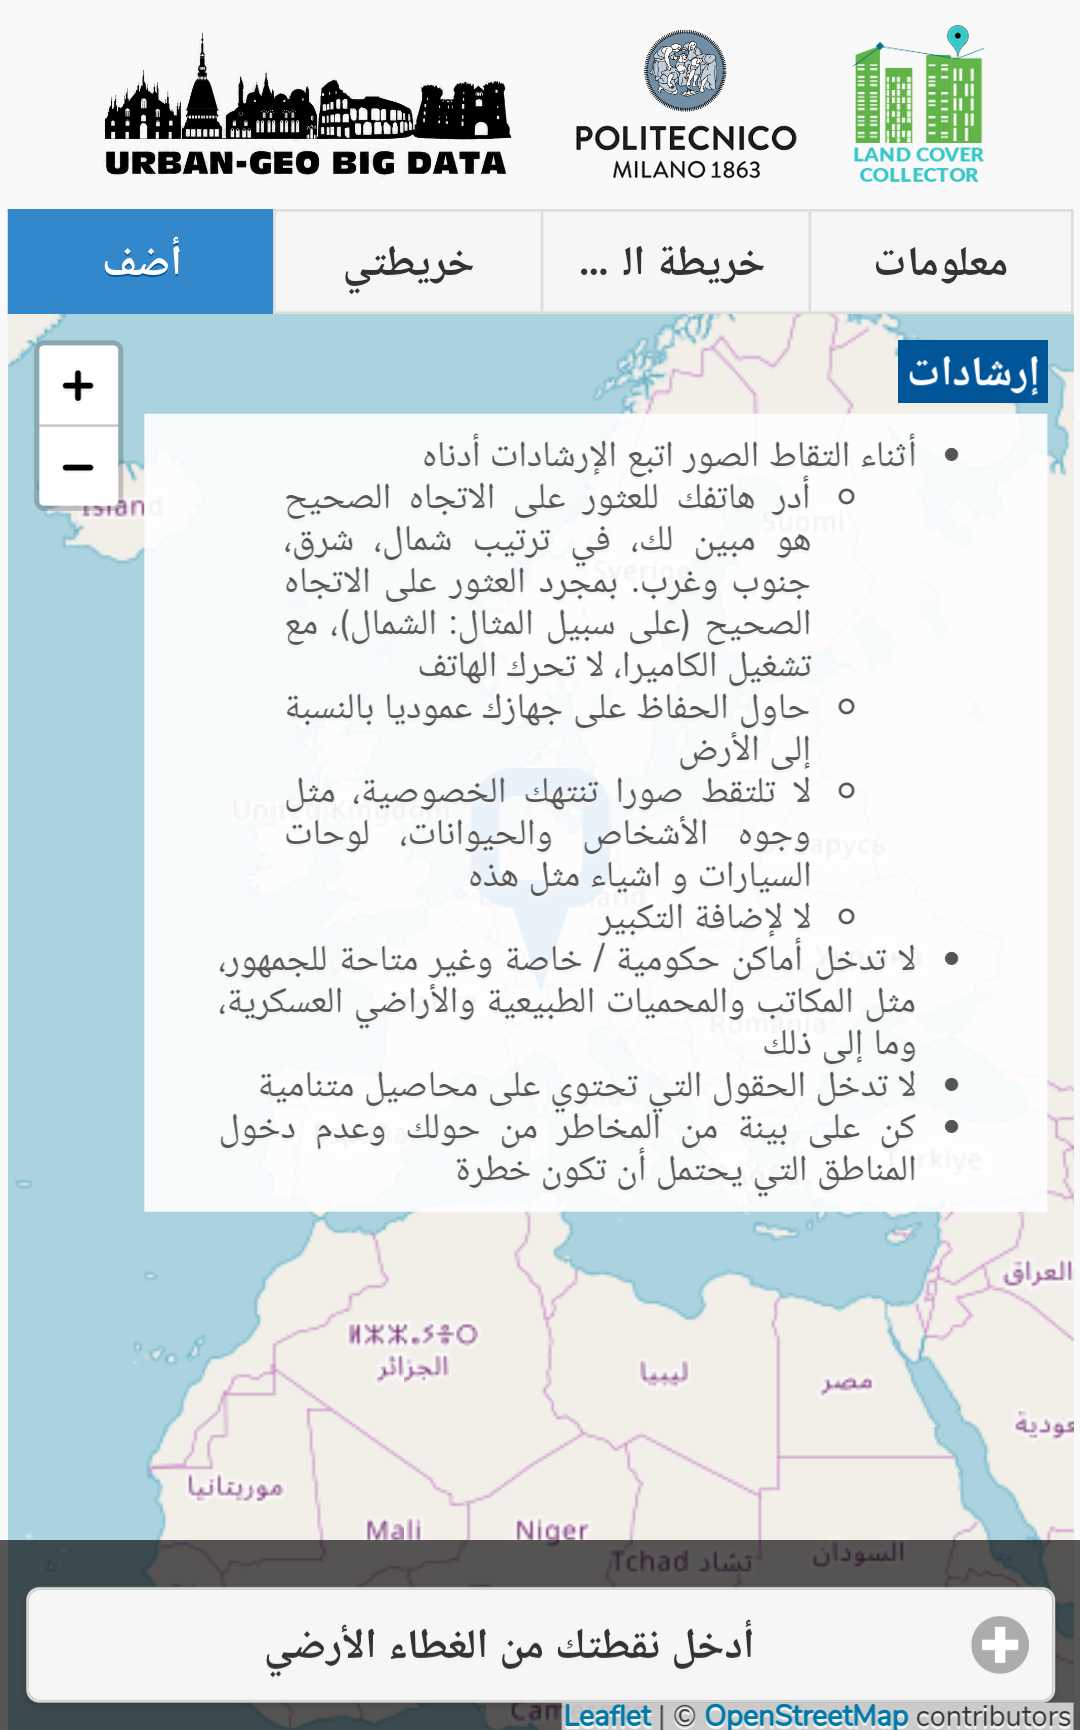 URBAN-GEO BIG DATA
POLITECNICO
MILANO 1863
LAND COVER
COLLECTOR
معلومات
خريطة ال ...
خريطتي
أضف
+
−
إرشادات
• أثناء التقاط الصور اتبع الإرشادات أدناه
○ أدر هاتفك للعثور على الاتجاه الصحيح
هو مبين لك، في ترتيب شمال، شرق،
جنوب وغرب. بمجرد العثور على الاتجاه
الصحيح (على سبيل المثال: الشمال)، مع
تشغيل الكاميرا، لا تحرك الهاتف
○ حاول الحفاظ على جهازك عموديا بالنسبة
إلى الأرض
○ لا تلتقط صورا تنتهك الخصوصية، مثل
وجوه الأشخاص والحيوانات، لوحات
السيارات و اشياء مثل هذه
○ لا لإضافة التكبير
• لا تدخل أماكن حكومية / خاصة وغير متاحة للجمهور،
مثل المكاتب والمحميات الطبيعية والأراضي العسكرية،
وما إلى ذلك
• لا تدخل الحقول التي تحتوي على محاصيل متنامية
• كن على بينة من المخاطر من حولك وعدم دخول
المناطق التي يحتمل أن تكون خطرة
Ísland
Suomi
Sverige
United Kingdom
România
Türkiye
العراق
ⵍⵣⵣⴰⵢⴻⵔ
الجزائر
ليبيا
مصر
موريتانيا
Mali
Niger
Tchad تشاد
السودان
أدخل نقطتك من الغطاء الأرضي
Leaflet | © OpenStreetMap contributors